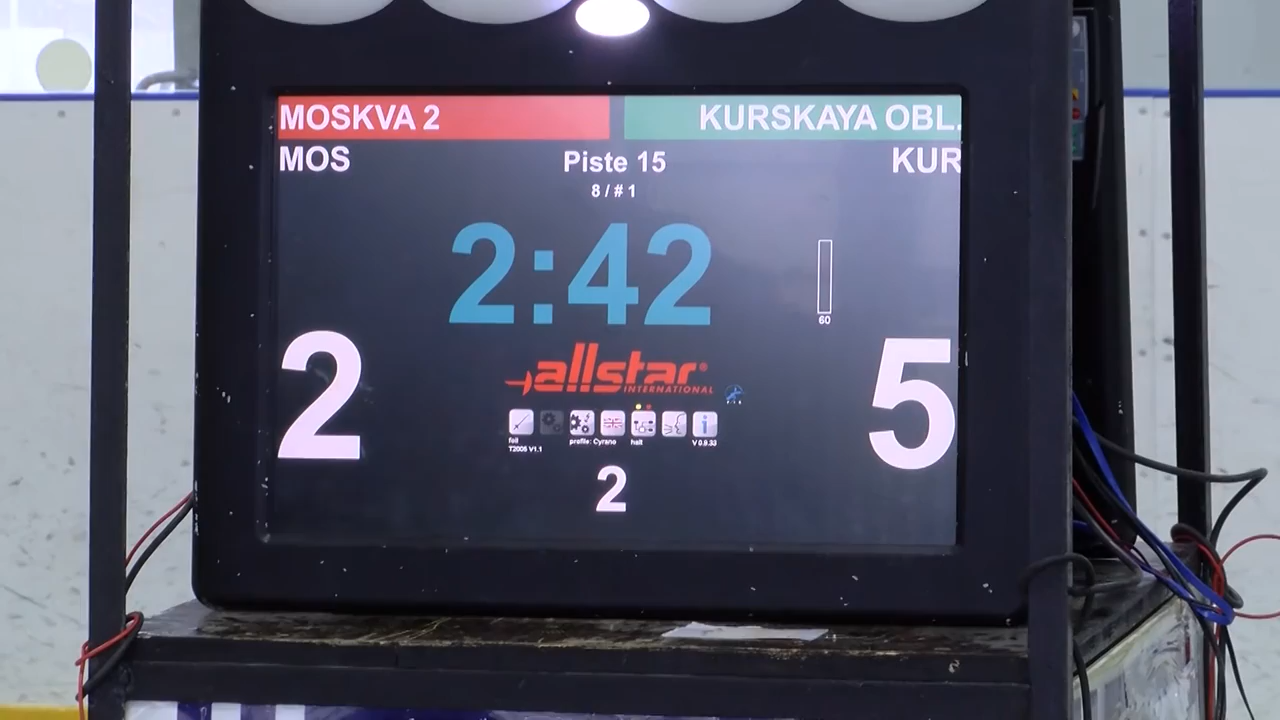 MOSKVA 2
KURSKAYA OBL.
MOS
Piste 15
KUR
8 / # 1
2:42
60
2
5
allstar®
INTERNATIONAL
foil
profile: Cyrano
halt
T2005 V1.1
V 0.9.33
2